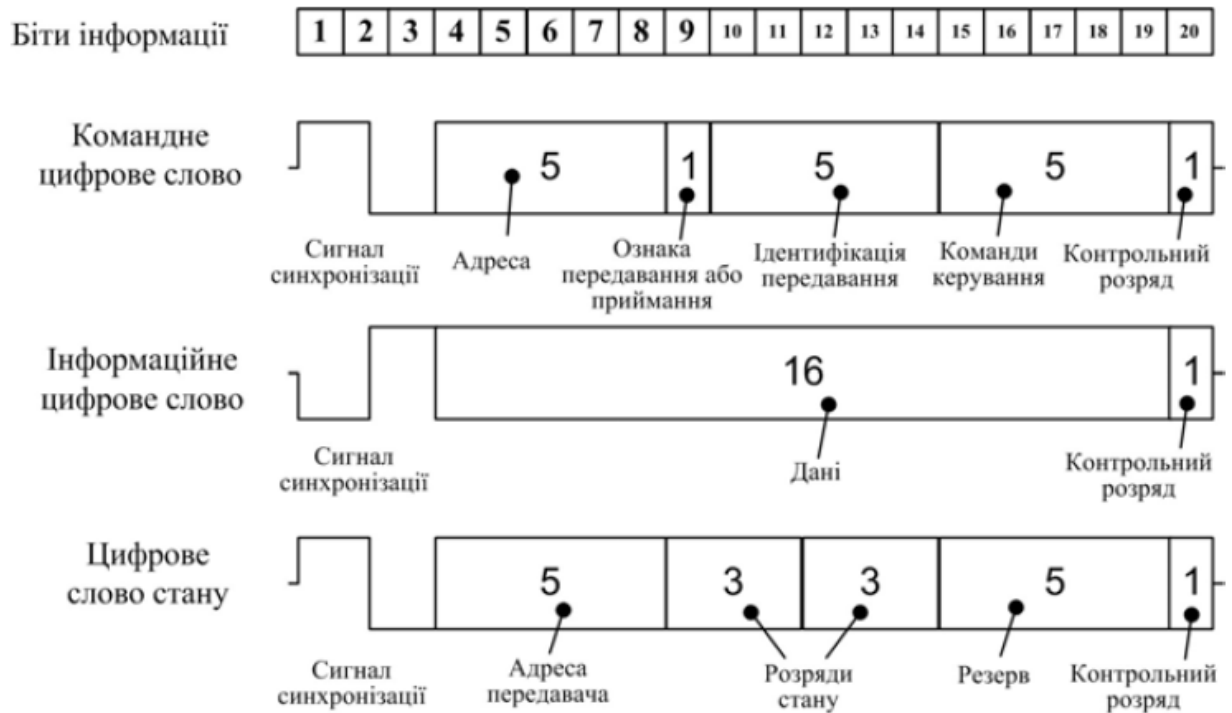 Біти інформації
1 2 3 4 5 6 7 8 9 10 11 12 13 14 15 16 17 18 19 20
Командне
цифрове слово
5 1 5 5 1
Сигнал
синхронізації
Адреса
Ознака
передавання або
приймання
Ідентифікація
передавання
Команди
керування
Контрольний
розряд
Інформаційне
цифрове слово
16 1
Сигнал
синхронізації
Дані
Контрольний
розряд
Цифрове
слово стану
5 3 3 5 1
Сигнал
синхронізації
Адреса
передавача
Розряди
стану
Резерв
Контрольний
розряд